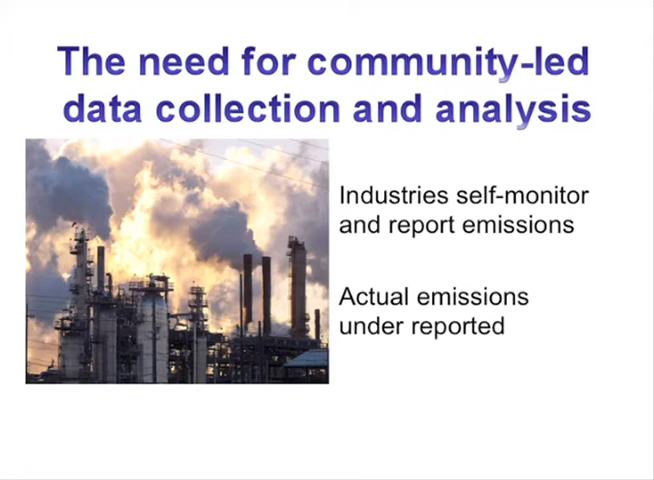 The need for community-led
data collection and analysis
Industries self-monitor
and report emissions
Actual emissions
under reported